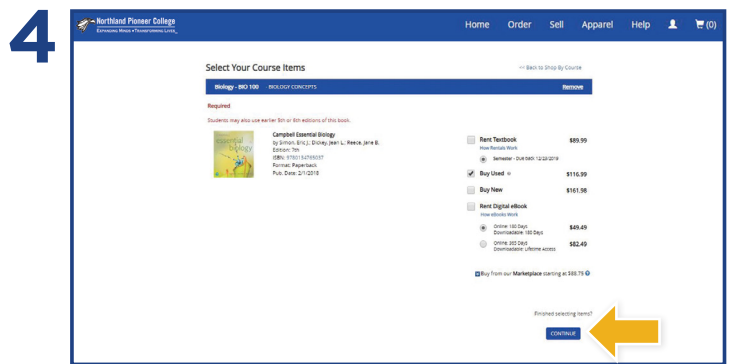 4
Northland Pioneer College
EXPANDING MINDS • TRANSFORMING LIVES
Home Order Sell Apparel Help (0)
Select Your Course Items
<< Back to Shop By Course
Biology - BIO 100 - BIOLOGY CONCEPTS Remove
Required
Students may also use earlier 5th or 6th editions of this book.
essential
biology
Campbell Essential Biology
by Simon, Eric J.; Dickey, Jean L.; Reece, Jane B.
Edition: 7th
ISBN: 9780134765037
Format: Paperback
Pub. Date: 2/1/2018
Rent Textbook $89.99
How Rentals Work
Semester - Due back 12/23/2019
Buy Used $116.99
Buy New $161.98
Rent Digital eBook
How eBooks Work
Online: 180 Days $49.49
Downloadable: 180 Days
Online: 365 Days $82.49
Downloadable: Lifetime Access
Buy from our Marketplace starting at $88.79
Finished selecting items?
CONTINUE